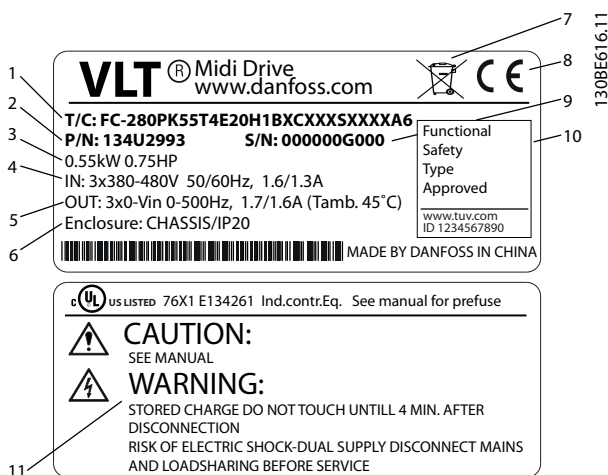 7
1
VLT ® Midi Drive
www.danfoss.com
CE
8
130BE616.11
2
T/C: FC-280PK55T4E20H1BXCXXXSXXXXA6
9
3
P/N: 134U2993 S/N: 000000G000
10
4
0.55kW 0.75HP
IN: 3x380-480V 50/60Hz, 1.6/1.3A
5
OUT: 3x0-Vin 0-500Hz, 1.7/1.6A (Tamb. 45˚C)
6
Enclosure: CHASSIS/IP20
Functional
Safety
Type
Approved
www.tuv.com
ID 1234567890
MADE BY DANFOSS IN CHINA
c UL US LISTED 76X1 E134261 Ind.contr.Eq. See manual for prefuse
CAUTION:
SEE MANUAL
WARNING:
STORED CHARGE DO NOT TOUCH UNTILL 4 MIN. AFTER
DISCONNECTION
RISK OF ELECTRIC SHOCK-DUAL SUPPLY DISCONNECT MAINS
AND LOADSHARING BEFORE SERVICE
11